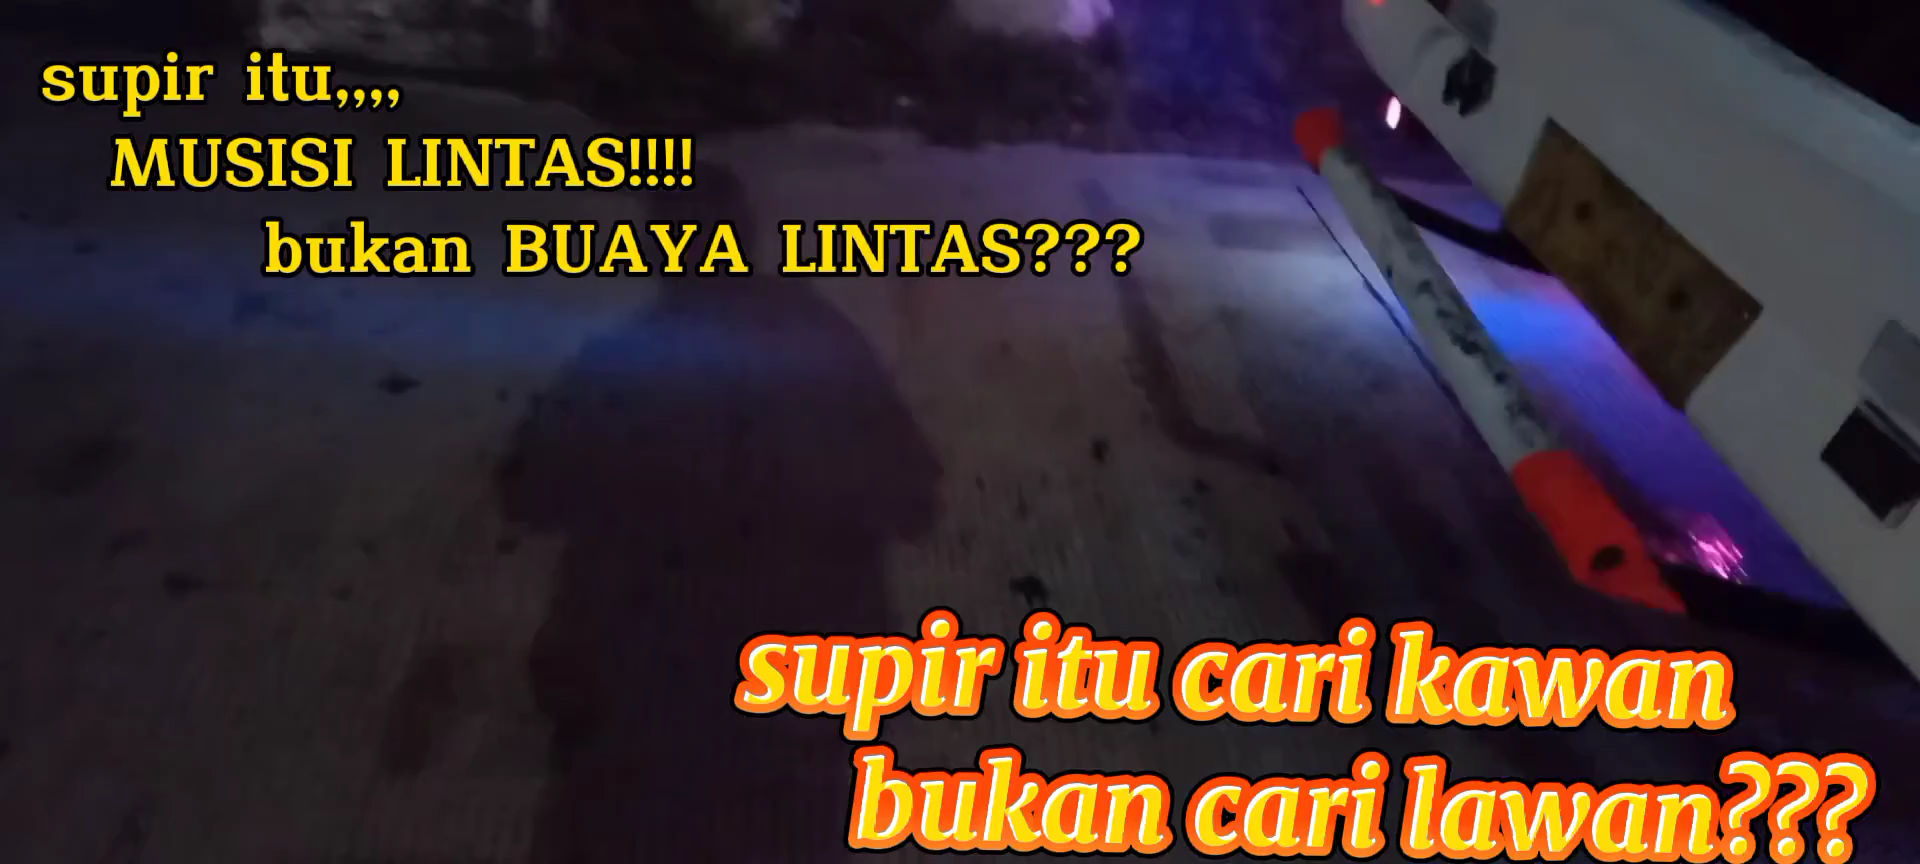 supir itu,,,,
MUSISI LINTAS!!!!
bukan BUAYA LINTAS???
supir itu cari kawan
bukan cari lawan???